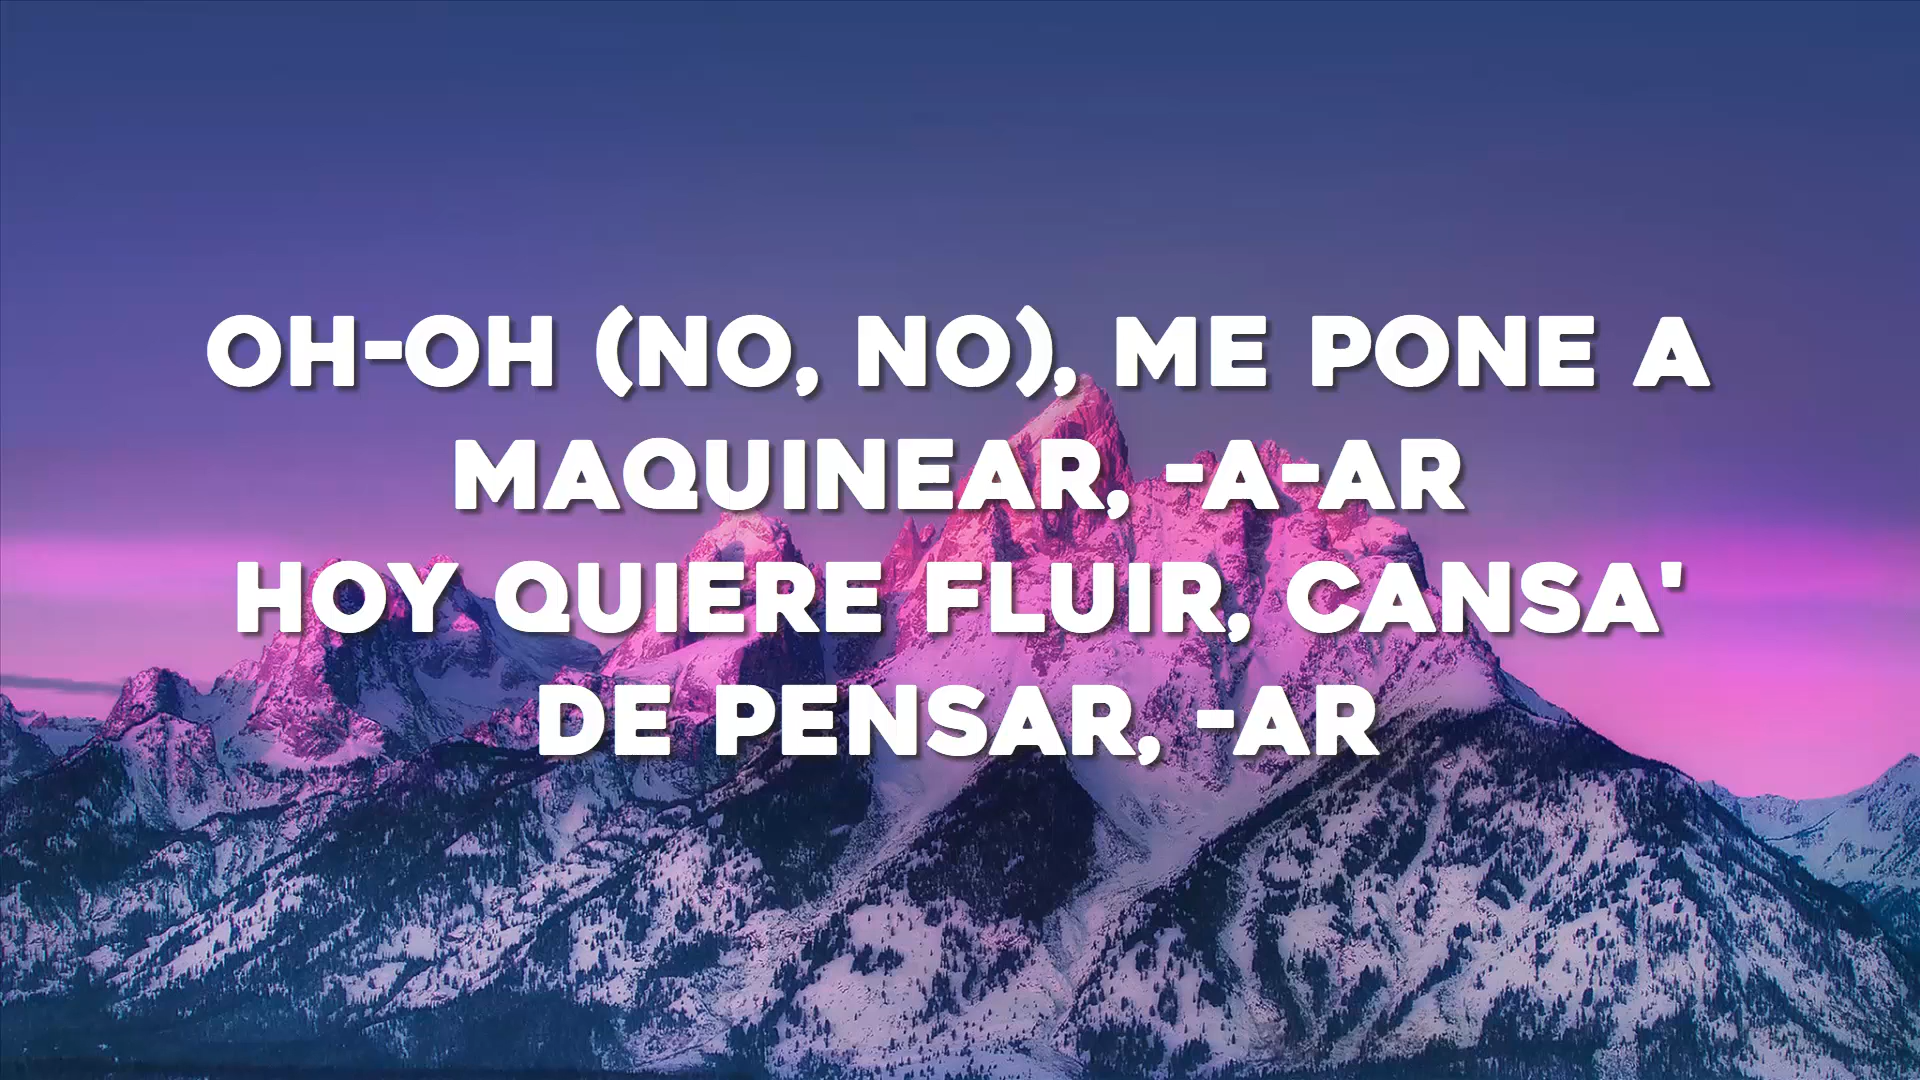 OH-OH (NO, NO), ME PONE A
MAQUINEAR, -A-AR
HOY QUIERE FLUIR, CANSA'
DE PENSAR, -AR